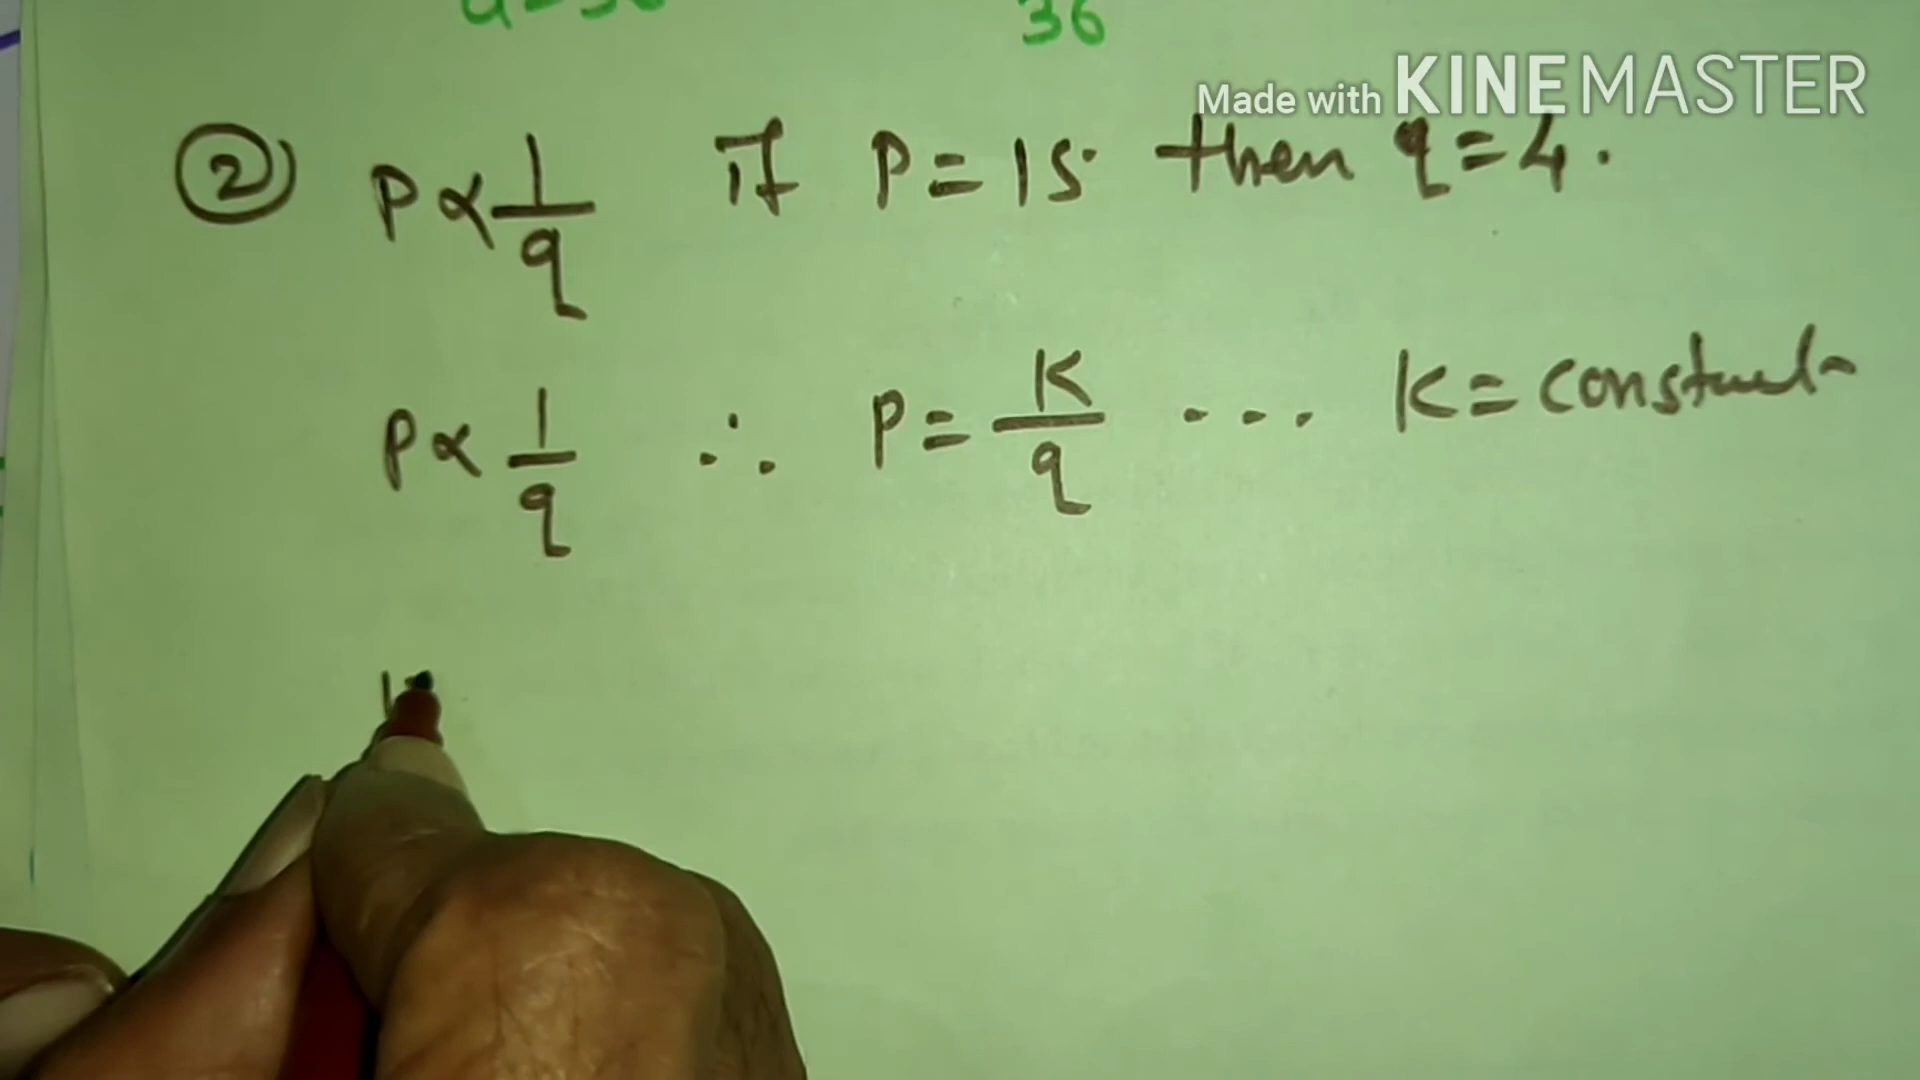 36
Made with KINEMASTER
② P ∝ 1/q If P = 15 then q = 4.
P ∝ 1/q ∴ P = K/q ... K = constant